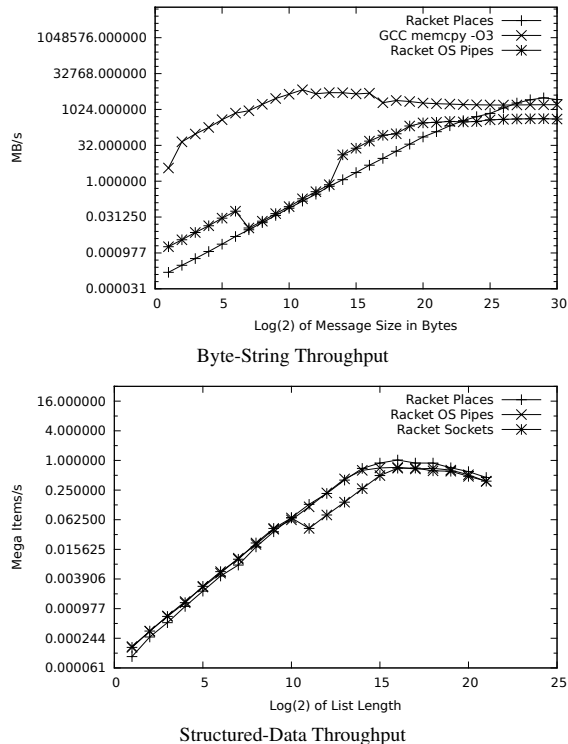 Racket Places
GCC memcpy -O3
Racket OS Pipes
1048576.000000
32768.000000
1024.000000
32.000000
1.000000
0.031250
0.000977
0.000031
MB/s
0 5 10 15 20 25 30
Log(2) of Message Size in Bytes
Byte-String Throughput
Racket Places
Racket OS Pipes
Racket Sockets
16.000000
4.000000
1.000000
0.250000
0.062500
0.015625
0.003906
0.000977
0.000244
0.000061
Mega Items/s
0 5 10 15 20 25
Log(2) of List Length
Structured-Data Throughput